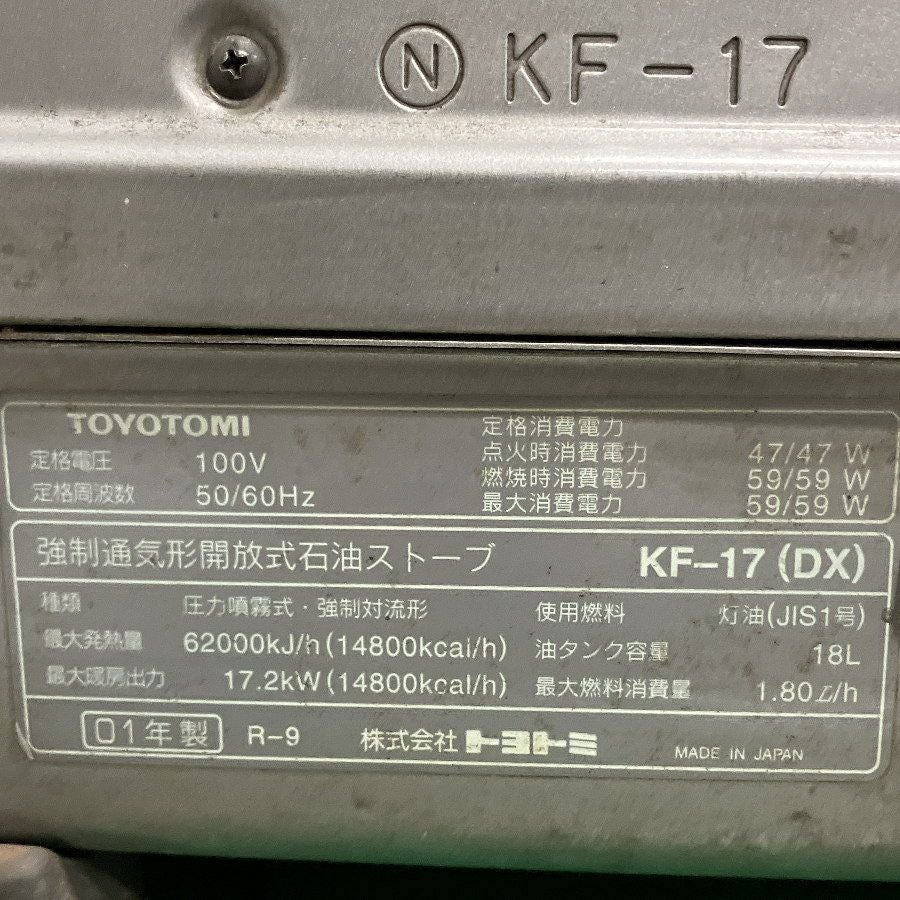 Ⓝ KF-17
TOYOTOMI
定格電圧 100V
定格周波数 50/60Hz
定格消費電力
点火時消費電力 47/47 W
燃焼時消費電力 59/59 W
最大消費電力 59/59 W
強制通気形開放式石油ストーブ KF-17 (DX)
種類 圧力噴霧式・強制対流形
最大発熱量 62000kJ/h (14800kcal/h)
最大暖房出力 17.2kW (14800kcal/h)
使用燃料 灯油(JIS1号)
油タンク容量 18L
最大燃料消費量 1.80L/h
01年製 R-9 株式会社トヨトミ MADE IN JAPAN